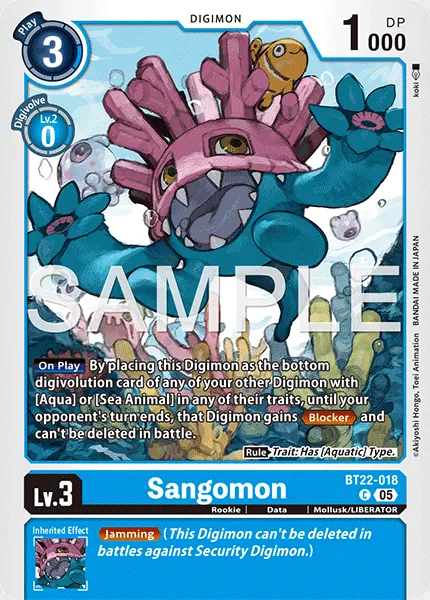 DIGIMON
Play
3
DP
1000
koki
Digivolve
Lv.2
0
SAMPLE
On Play By placing this Digimon as the bottom
digivolution card of any of your other Digimon with
[Aqua] or [Sea Animal] in any of their traits, until your
opponent's turn ends, that Digimon gains Blocker and
can't be deleted in battle.
Rule Trait: Has [Aquatic] Type.
©Akiyoshi Hongo, Toei Animation BANDAI MADE IN JAPAN
Lv.3
Sangomon
BT22-018
C 05
Rookie | Data | Mollusk/LIBERATOR
Inherited Effect
Jamming (This Digimon can't be deleted in
battles against Security Digimon.)